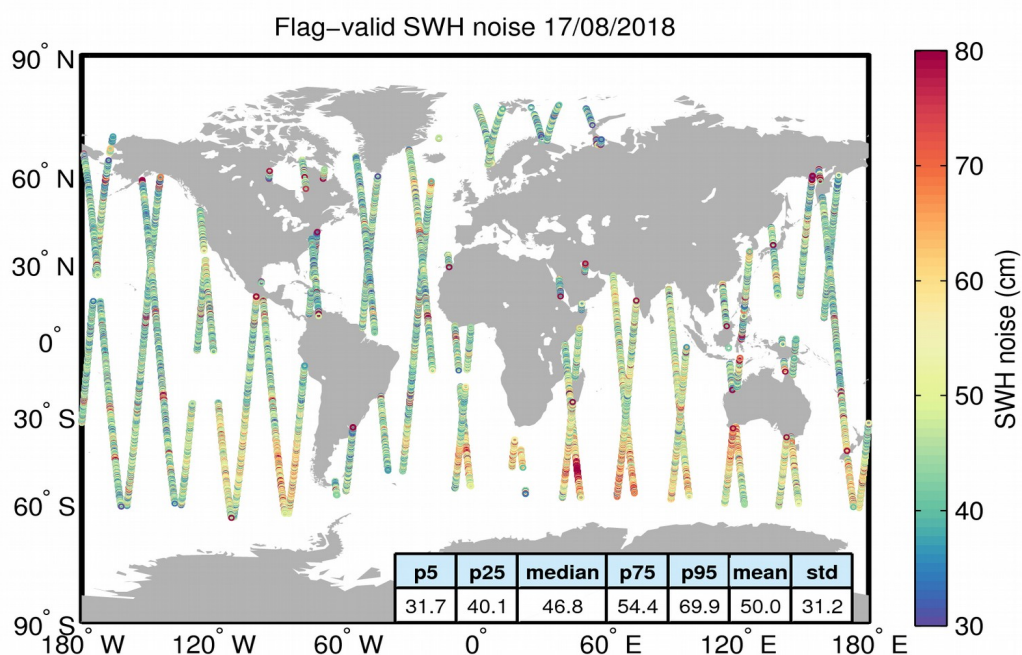 Flag−valid SWH noise 17/08/2018
90° N
60° N
30° N
0°
30° S
60° S
90° S
180° W 120° W 60° W 0° 60° E 120° E 180° E
80
70
60
50
40
30
SWH noise (cm)
p5 p25 median p75 p95 mean std
31.7 40.1 46.8 54.4 69.9 50.0 31.2